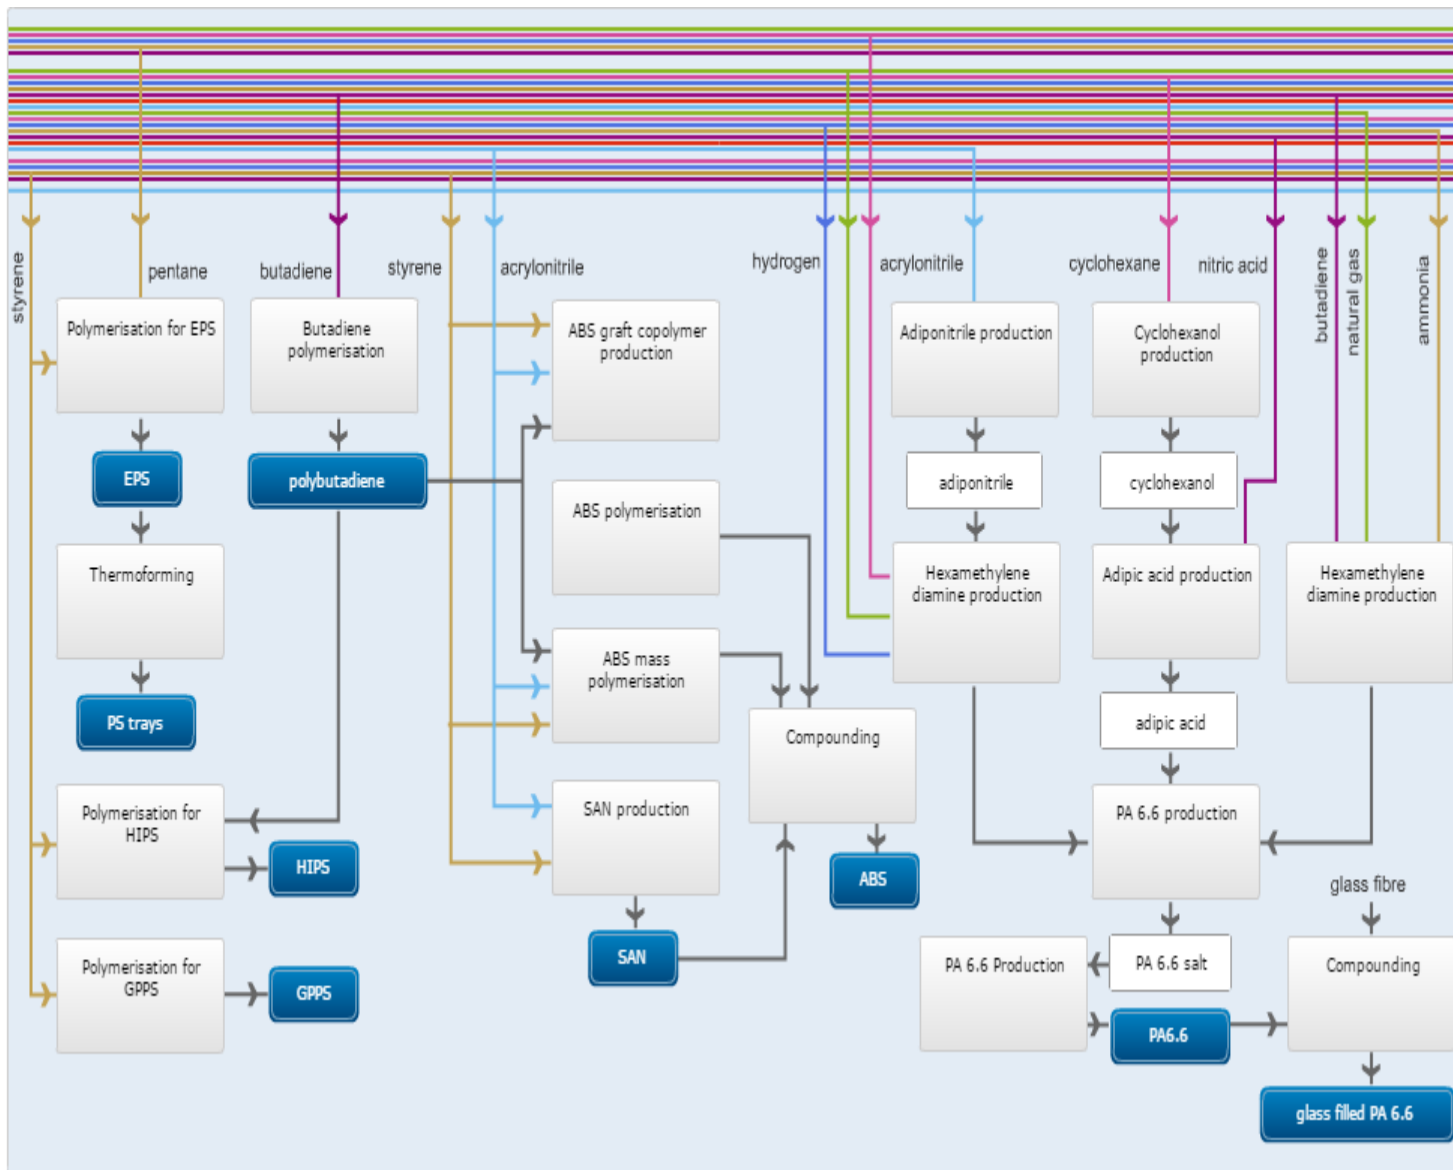 styrene
pentane
butadiene
styrene
acrylonitrile
hydrogen
acrylonitrile
cyclohexane
nitric acid
butadiene
natural gas
ammonia
Polymerisation for EPS
Butadiene
polymerisation
ABS graft copolymer
production
Adiponitrile production
Cyclohexanol
production
EPS
polybutadiene
ABS polymerisation
adiponitrile
cyclohexanol
Thermoforming
Hexamethylene
diamine production
Adipic acid production
Hexamethylene
diamine production
PS trays
ABS mass
polymerisation
Compounding
adipic acid
Polymerisation for
HIPS
HIPS
SAN production
ABS
PA 6.6 production
glass fibre
Polymerisation for
GPPS
GPPS
SAN
PA 6.6 Production
PA 6.6 salt
Compounding
PA6.6
glass filled PA 6.6